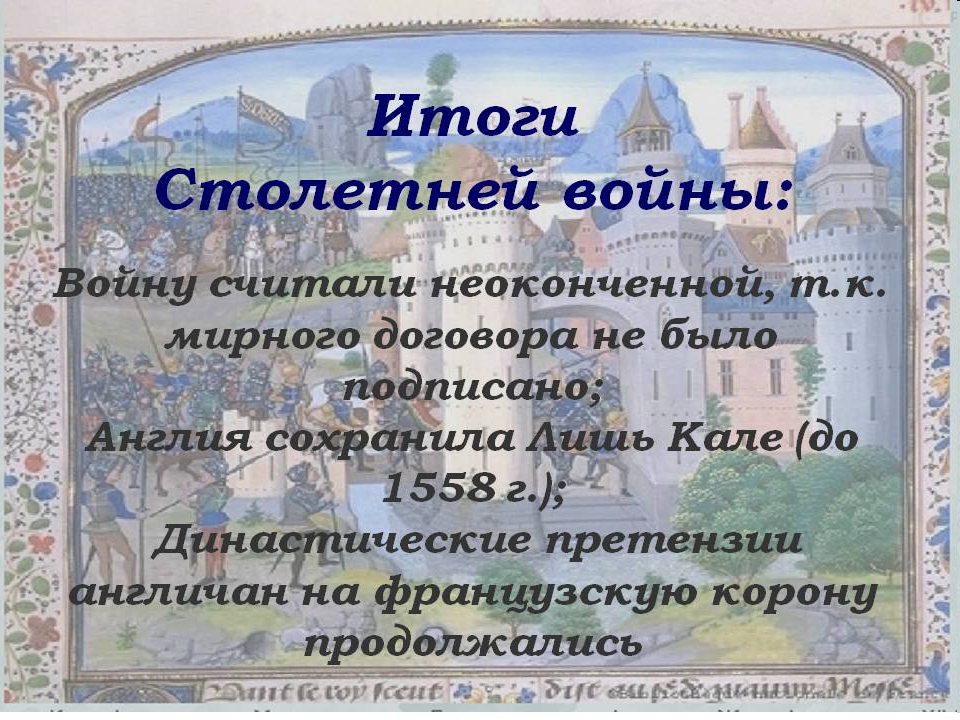 Итоги
Столетней войны:
Войну считали неоконченной, т.к.
мирного договора не было
подписано;
Англия сохранила Лишь Кале (до
1558 г.);
Династические претензии
англичан на французскую корону
продолжались